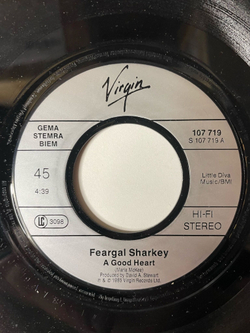 Virgin
GEMA
STEMRA
BIEM
107 719
S 107 719 A
45
4:39
Little Diva
Music/BMI
LC 3098
HI-FI
STEREO
Feargal Sharkey
A Good Heart
(Maria McKee)
Produced by David A. Stewart
1985 Virgin Records Ltd.